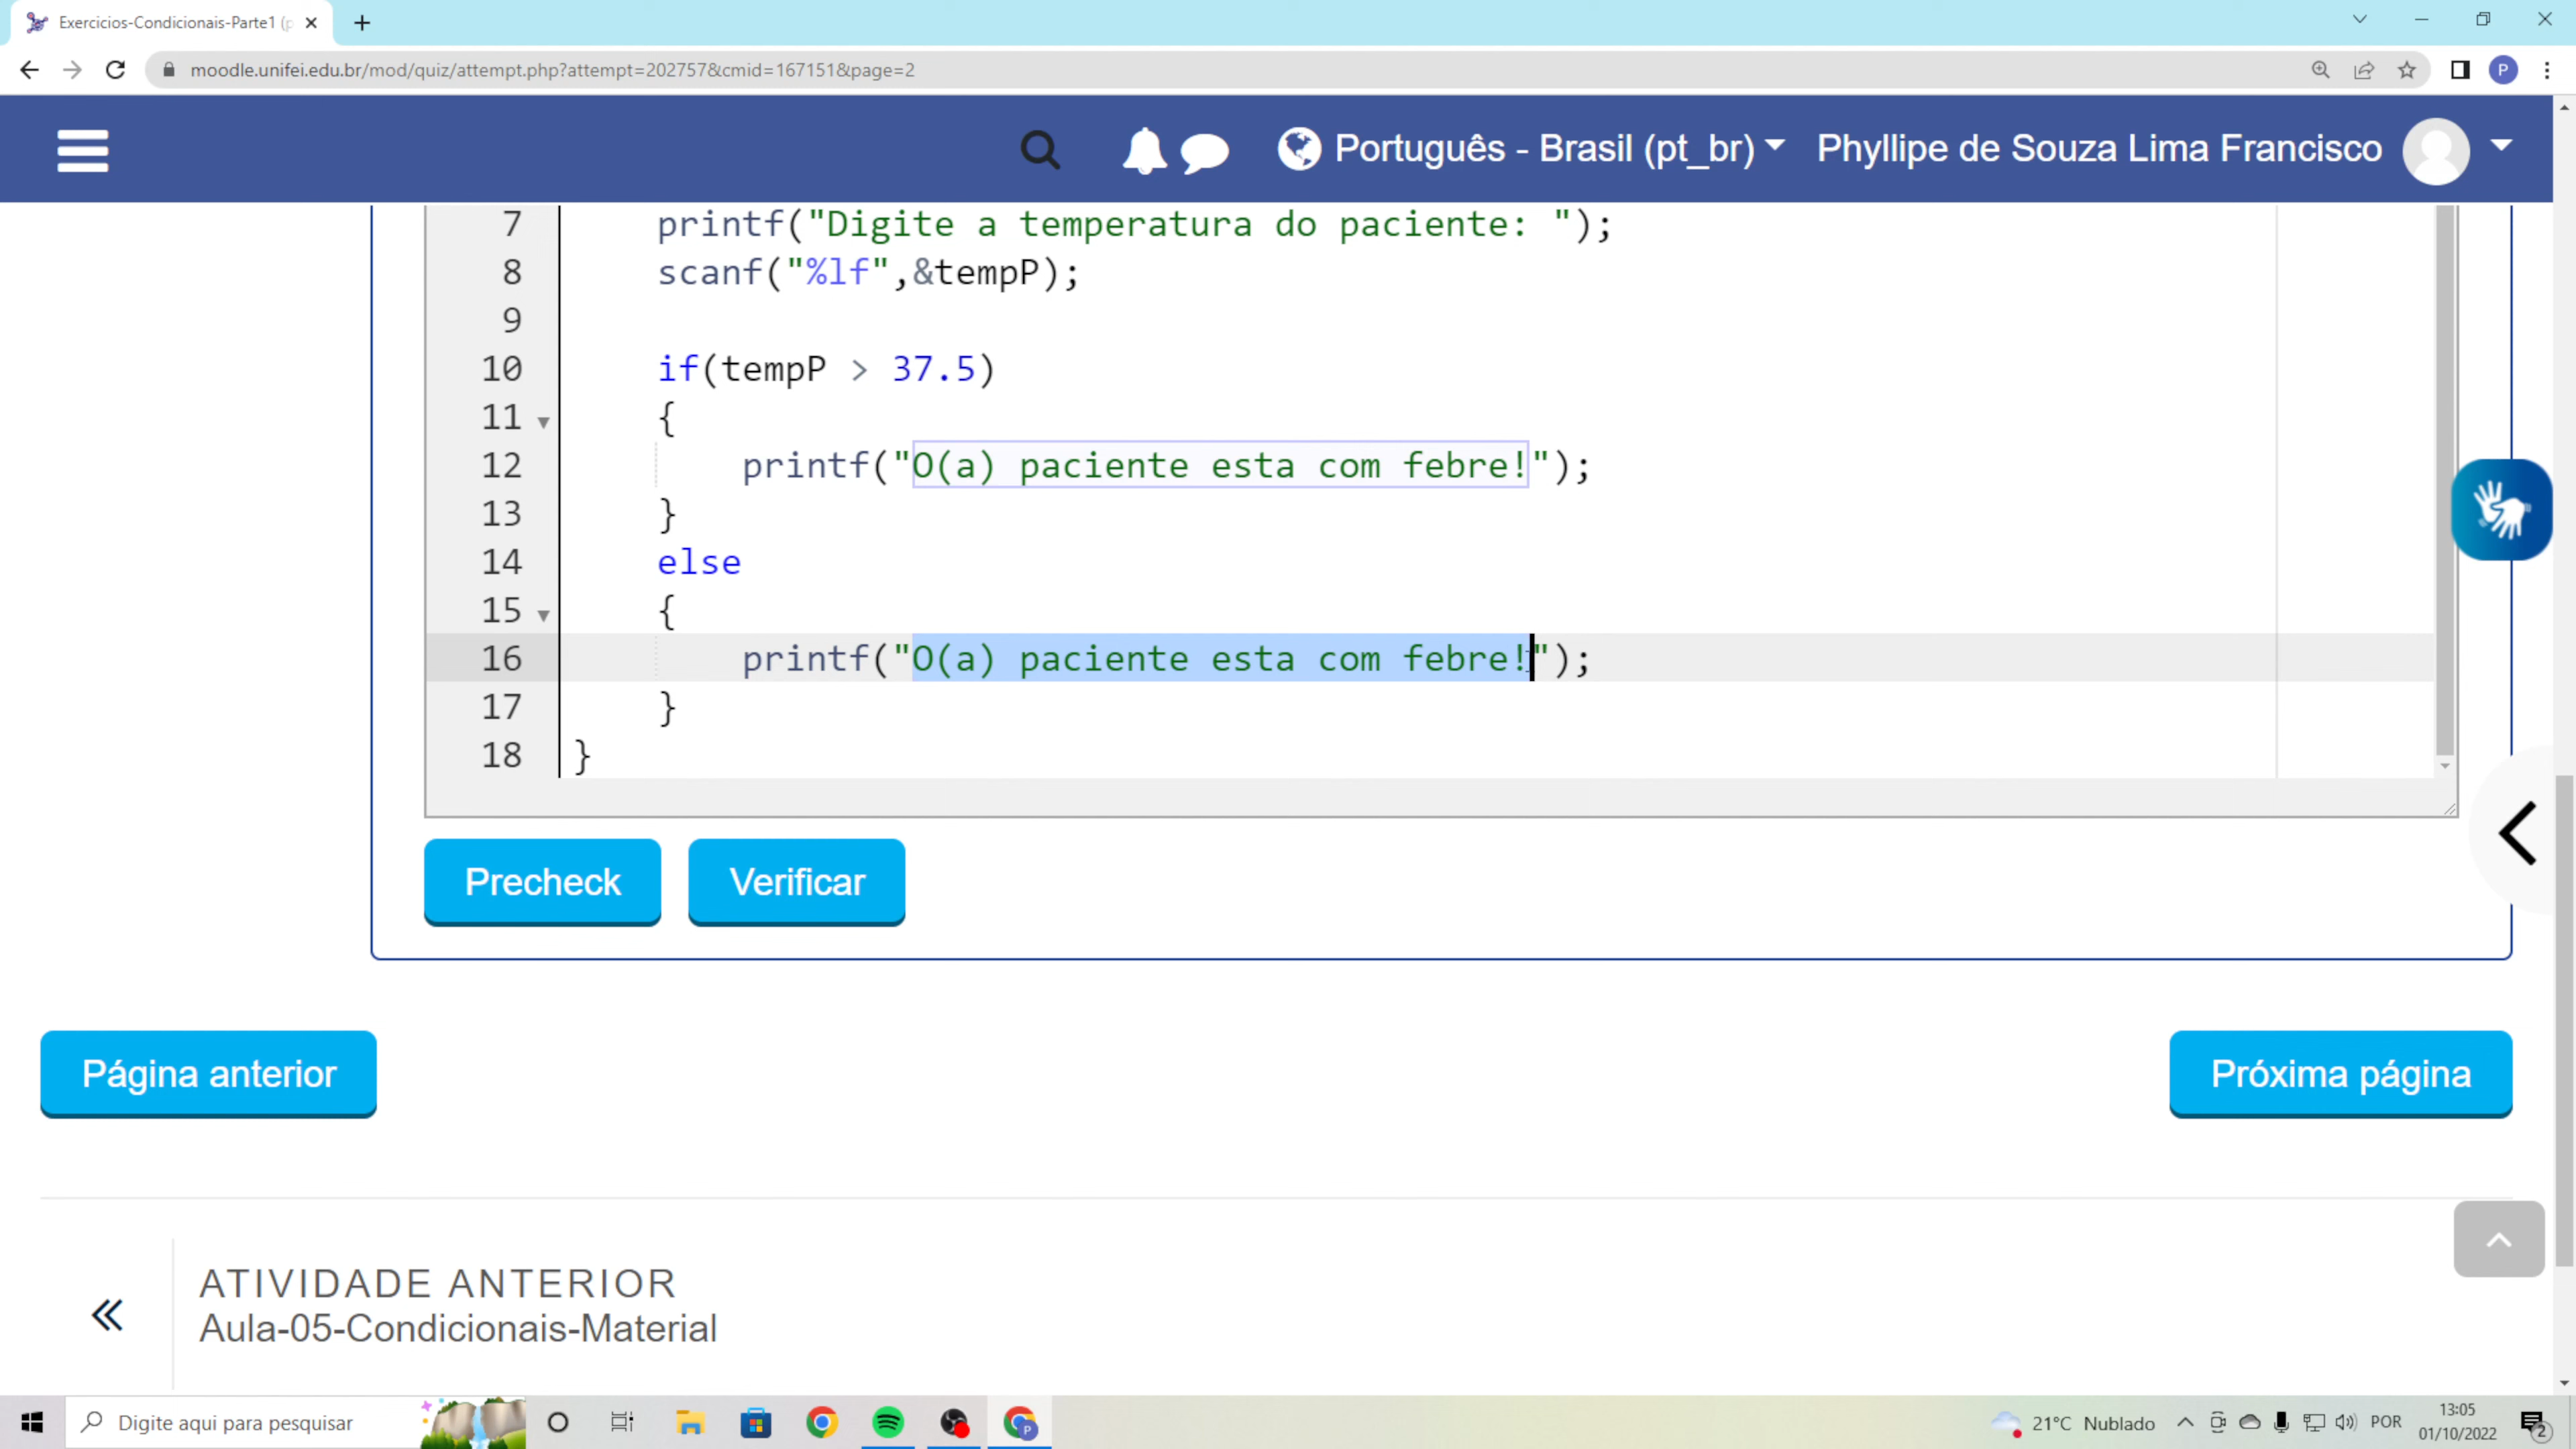 Exercicios-Condicionais-Parte1 (p
moodle.unifei.edu.br/mod/quiz/attempt.php?attempt=202757&cmid=167151&page=2
P
Português - Brasil (pt_br)
Phyllipe de Souza Lima Francisco
7 printf("Digite a temperatura do paciente: ");
8 scanf("%lf",&tempP);
9
10 if(tempP > 37.5)
11 {
12 printf("O(a) paciente esta com febre!");
13 }
14 else
15 {
16 printf("O(a) paciente esta com febre!");
17 }
18 }
Precheck
Verificar
Página anterior
Próxima página
ATIVIDADE ANTERIOR
Aula-05-Condicionais-Material
Digite aqui para pesquisar
P
21°C Nublado
POR
13:05
01/10/2022
2